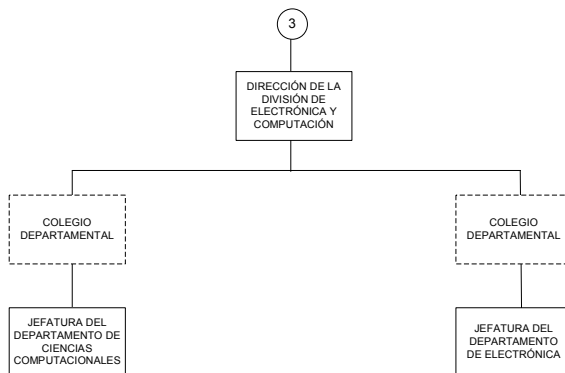 3
DIRECCIÓN DE LA
DIVISIÓN DE
ELECTRÓNICA Y
COMPUTACIÓN
COLEGIO
DEPARTAMENTAL
COLEGIO
DEPARTAMENTAL
JEFATURA DEL
DEPARTAMENTO DE
CIENCIAS
COMPUTACIONALES
JEFATURA DEL
DEPARTAMENTO
DE ELECTRÓNICA